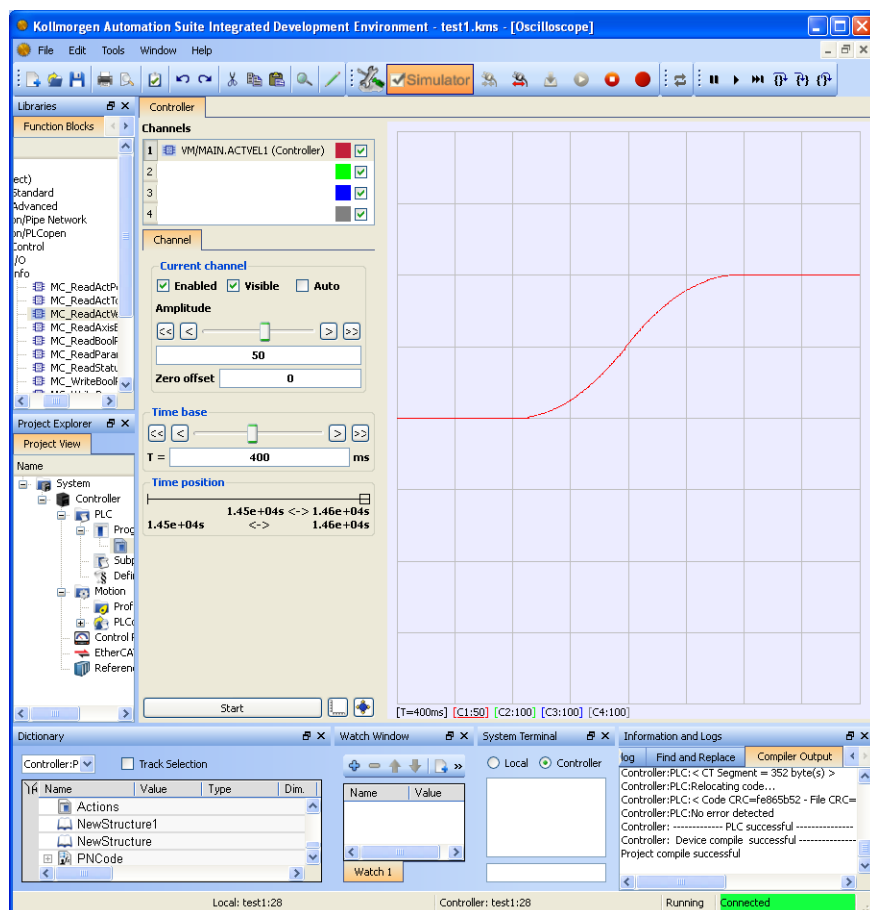 Kollmorgen Automation Suite Integrated Development Environment - test1.kms - [Oscilloscope]
File Edit Tools Window Help
Simulator
Libraries
Function Blocks
ect)
Standard
Advanced
on/Pipe Network
on/PLCopen
Control
/O
nfo
MC_ReadActP
MC_ReadActTo
MC_ReadActVe
MC_ReadAxisE
MC_ReadBoolP
MC_ReadParar
MC_ReadStatu
MC_WriteBoolF
Project Explorer
Project View
Name
System
Controller
PLC
Prog
Subp
Defi
Motion
Prof
PLCo
Control P
EtherCA
Referen
Controller
Channels
1 VM/MAIN.ACTVEL1 (Controller)
2
3
4
Channel
Current channel
Enabled Visible Auto
Amplitude
<< < > >>
50
Zero offset 0
Time base
<< < > >>
T = 400 ms
Time position
1.45e+04s <-> 1.46e+04s
1.45e+04s <-> 1.46e+04s
Start
[T=400ms] [C1:50] [C2:100] [C3:100] [C4:100]
Dictionary
Controller:P Track Selection
Name Value Type Dim.
Actions
NewStructure1
NewStructure
PNCode
Watch Window
Name Value
Watch 1
System Terminal
Local Controller
Information and Logs
log Find and Replace Compiler Output
Controller:PLC:< CT Segment = 352 byte(s) >
Controller:PLC:Relocating code...
Controller:PLC:< Code CRC=fe865b52 - File CRC=
Controller:PLC:No error detected
Controller: ------------- PLC successful ---------------
Controller: Device compile successful ---------------
Project compile successful
Local: test1:28 Controller: test1:28 Running Connected